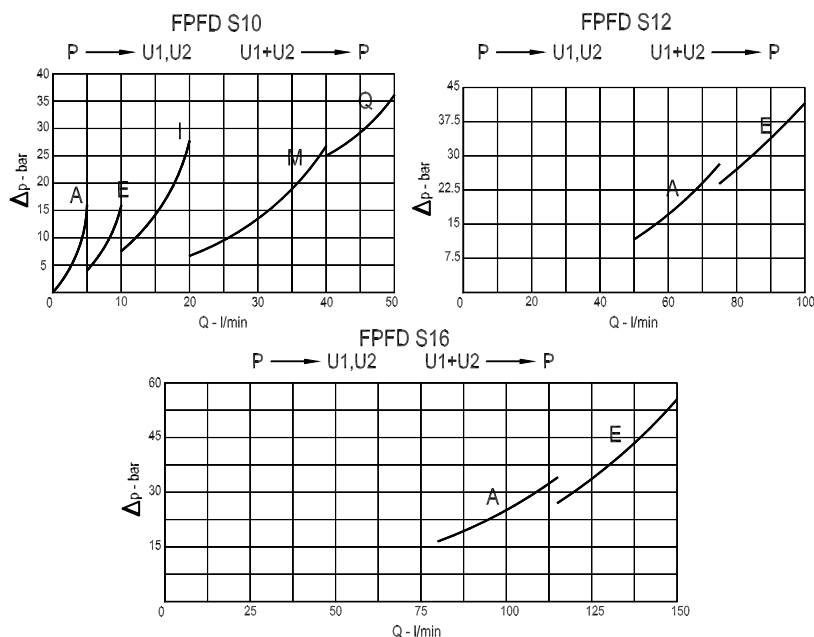 FPFD S10
P U1,U2 U1+U2 P
40
35
30
25
20
15
10
5
Δp - bar
A
E
I
M
Q
0 10 20 30 40 50
Q - l/min
FPFD S12
P U1,U2 U1+U2 P
45
37.5
30
22.5
15
7.5
Δp - bar
A
E
0 20 40 60 80 100
Q - l/min
FPFD S16
P U1,U2 U1+U2 P
60
45
30
15
Δp - bar
A
E
0 25 50 75 100 125 150
Q - l/min